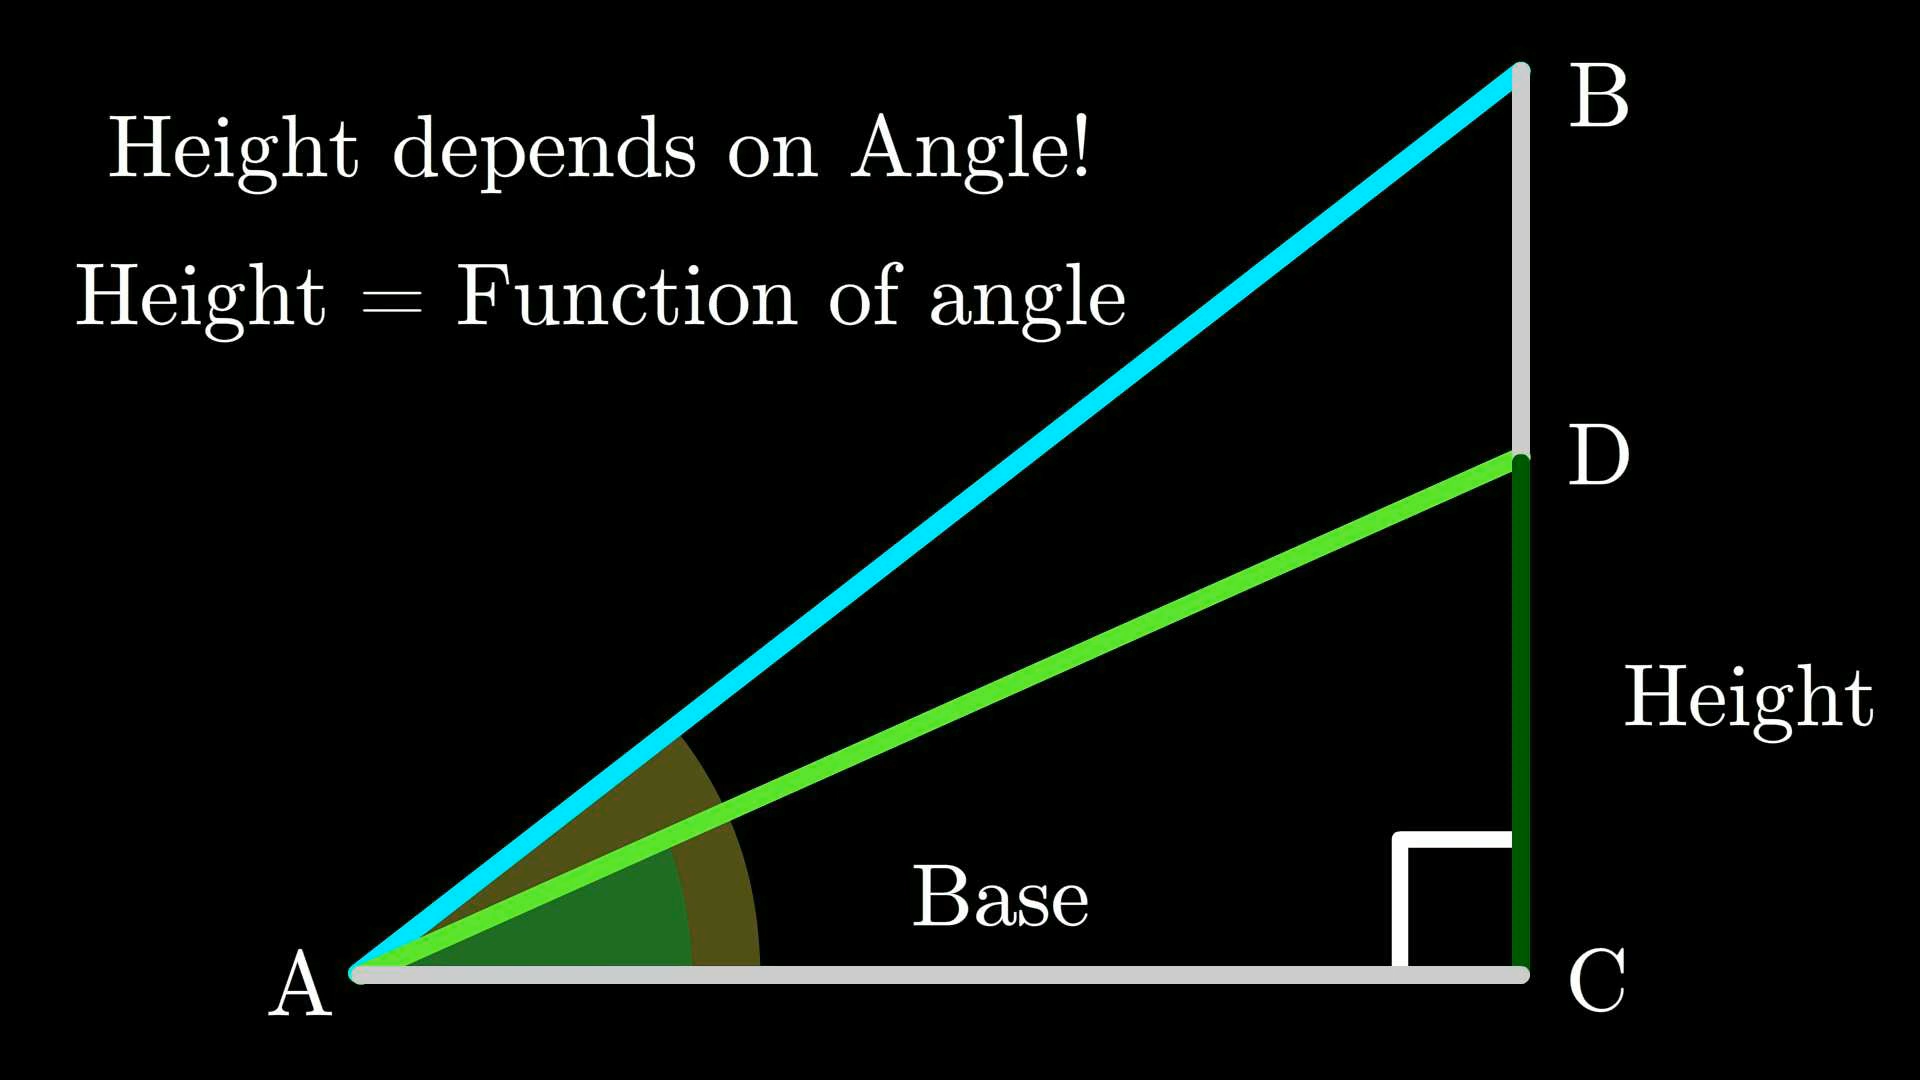 Height depends on Angle!
Height = Function of angle
B
D
Height
Base
A
C